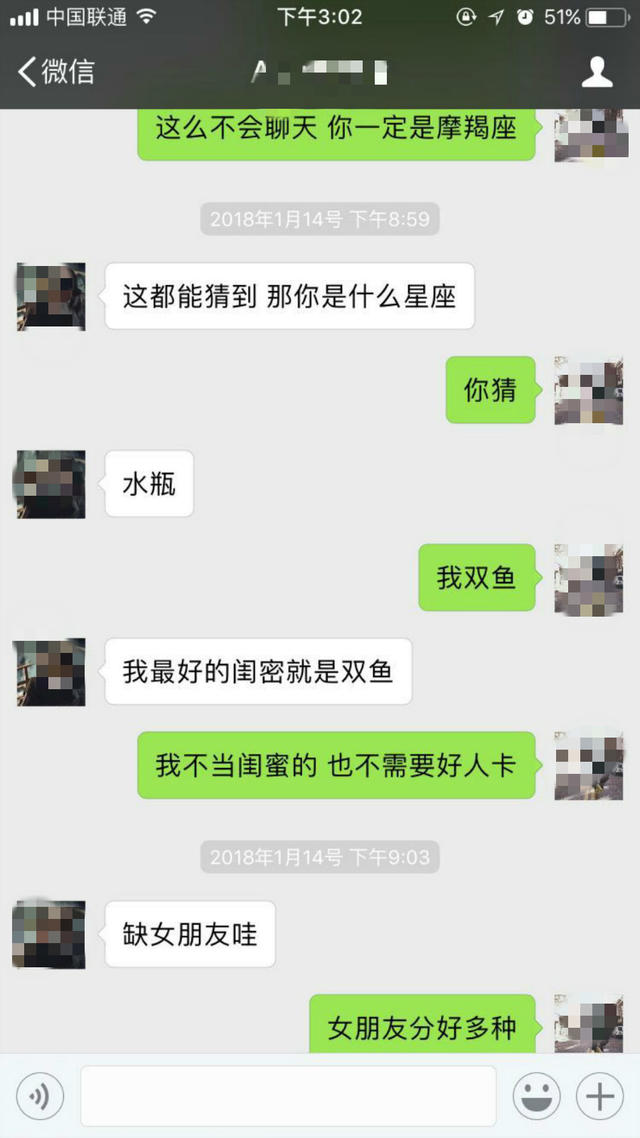 中国联通
下午3:02
51%
微信
这么不会聊天 你一定是摩羯座
2018年1月14号 下午8:59
这都能猜到 那你是什么星座
你猜
水瓶
我双鱼
我最好的闺密就是双鱼
我不当闺蜜的 也不需要好人卡
2018年1月14号 下午9:03
缺女朋友哇
女朋友分好多种